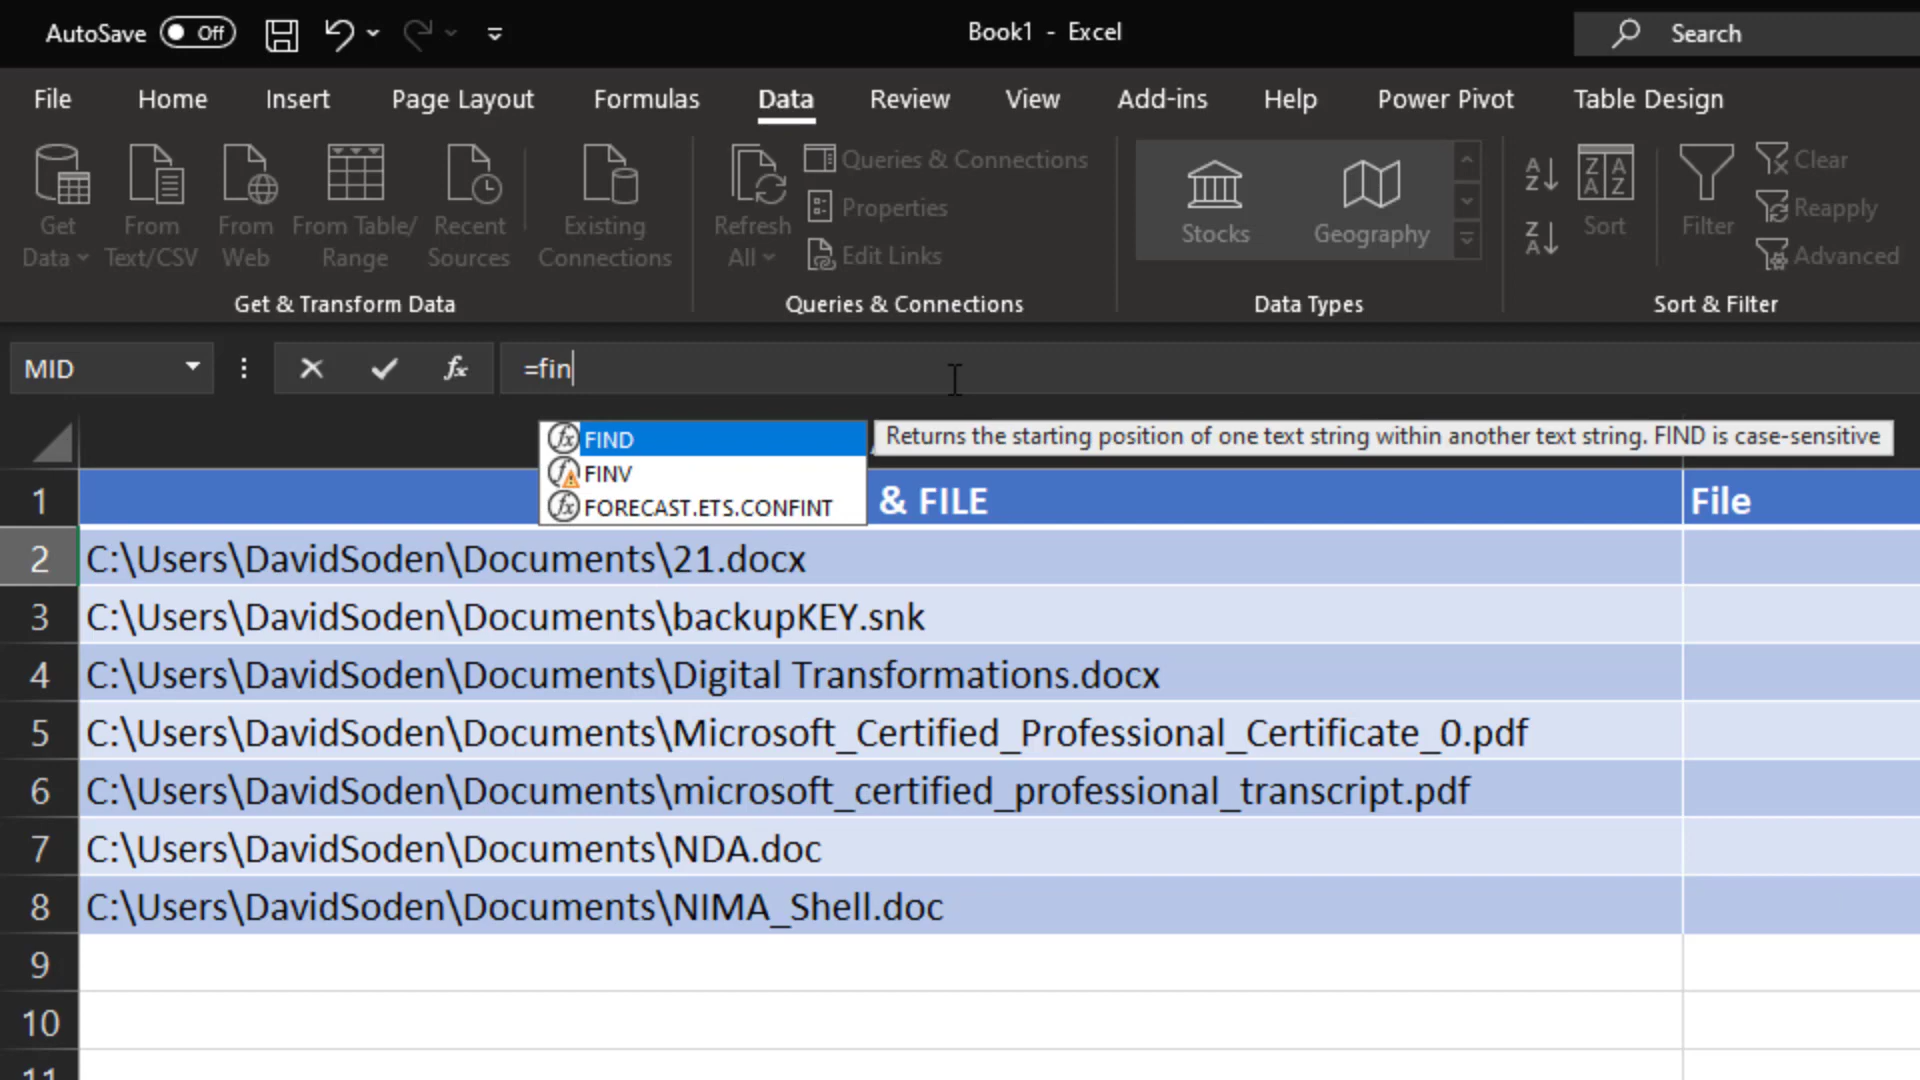 AutoSave Off Book1 - Excel Search
File Home Insert Page Layout Formulas Data Review View Add-ins Help Power Pivot Table Design
Get Data
From Text/CSV
From Web
From Table/ Range
Recent Sources
Existing Connections
Get & Transform Data
Refresh All
Queries & Connections
Properties
Edit Links
Queries & Connections
Stocks
Geography
Data Types
A Z
Z A
Z A A Z
Sort
Filter
Clear
Reapply
Advanced
Sort & Filter
MID fx =fin
fx FIND Returns the starting position of one text string within another text string. FIND is case-sensitive
FINV
fx FORECAST.ETS.CONFINT
1 & FILE File
2 C:\Users\DavidSoden\Documents\21.docx
3 C:\Users\DavidSoden\Documents\backupKEY.snk
4 C:\Users\DavidSoden\Documents\Digital Transformations.docx
5 C:\Users\DavidSoden\Documents\Microsoft_Certified_Professional_Certificate_0.pdf
6 C:\Users\DavidSoden\Documents\microsoft_certified_professional_transcript.pdf
7 C:\Users\DavidSoden\Documents\NDA.doc
8 C:\Users\DavidSoden\Documents\NIMA_Shell.doc
9
10
11